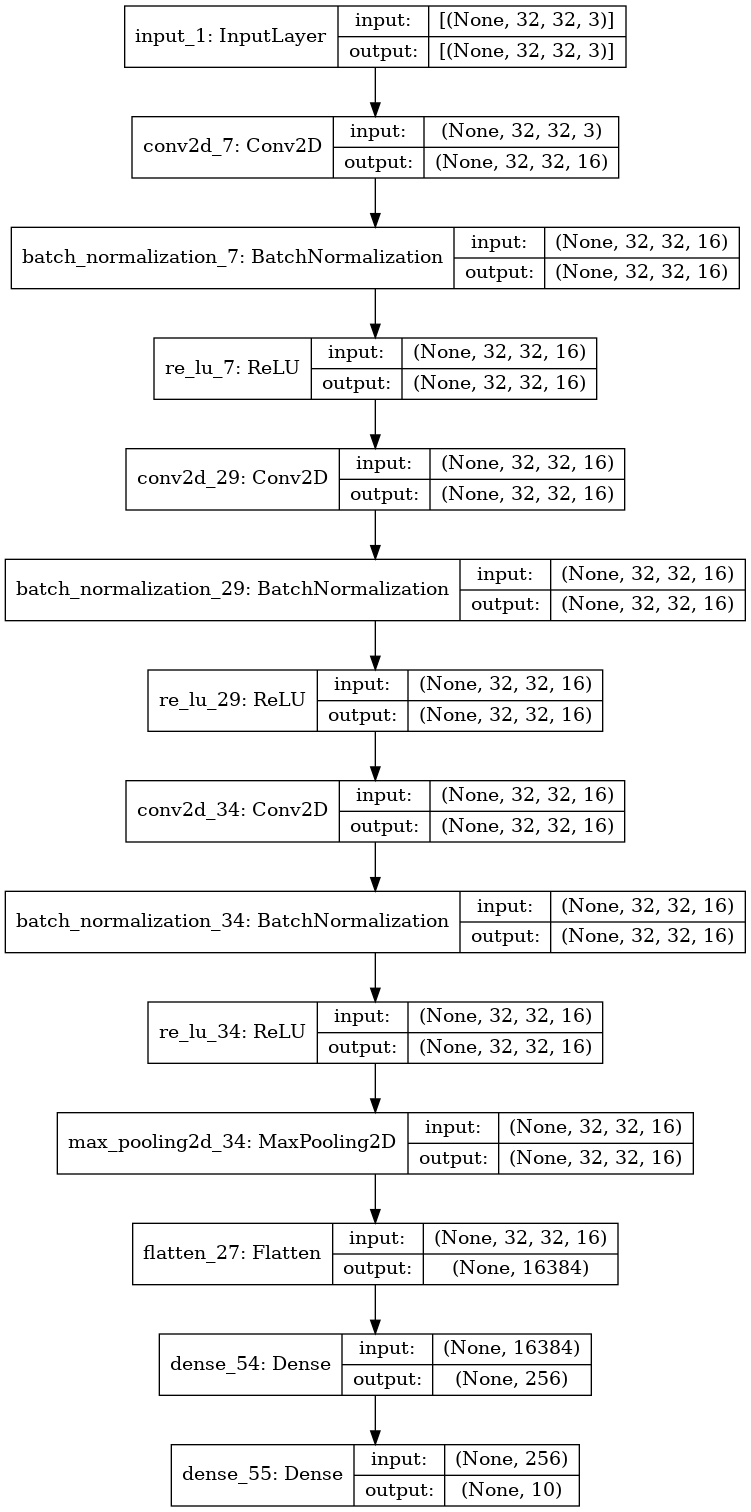 input_1: InputLayer
input:
[(None, 32, 32, 3)]
output:
[(None, 32, 32, 3)]
conv2d_7: Conv2D
input:
(None, 32, 32, 3)
output:
(None, 32, 32, 16)
batch_normalization_7: BatchNormalization
input:
(None, 32, 32, 16)
output:
(None, 32, 32, 16)
re_lu_7: ReLU
input:
(None, 32, 32, 16)
output:
(None, 32, 32, 16)
conv2d_29: Conv2D
input:
(None, 32, 32, 16)
output:
(None, 32, 32, 16)
batch_normalization_29: BatchNormalization
input:
(None, 32, 32, 16)
output:
(None, 32, 32, 16)
re_lu_29: ReLU
input:
(None, 32, 32, 16)
output:
(None, 32, 32, 16)
conv2d_34: Conv2D
input:
(None, 32, 32, 16)
output:
(None, 32, 32, 16)
batch_normalization_34: BatchNormalization
input:
(None, 32, 32, 16)
output:
(None, 32, 32, 16)
re_lu_34: ReLU
input:
(None, 32, 32, 16)
output:
(None, 32, 32, 16)
max_pooling2d_34: MaxPooling2D
input:
(None, 32, 32, 16)
output:
(None, 32, 32, 16)
flatten_27: Flatten
input:
(None, 32, 32, 16)
output:
(None, 16384)
dense_54: Dense
input:
(None, 16384)
output:
(None, 256)
dense_55: Dense
input:
(None, 256)
output:
(None, 10)